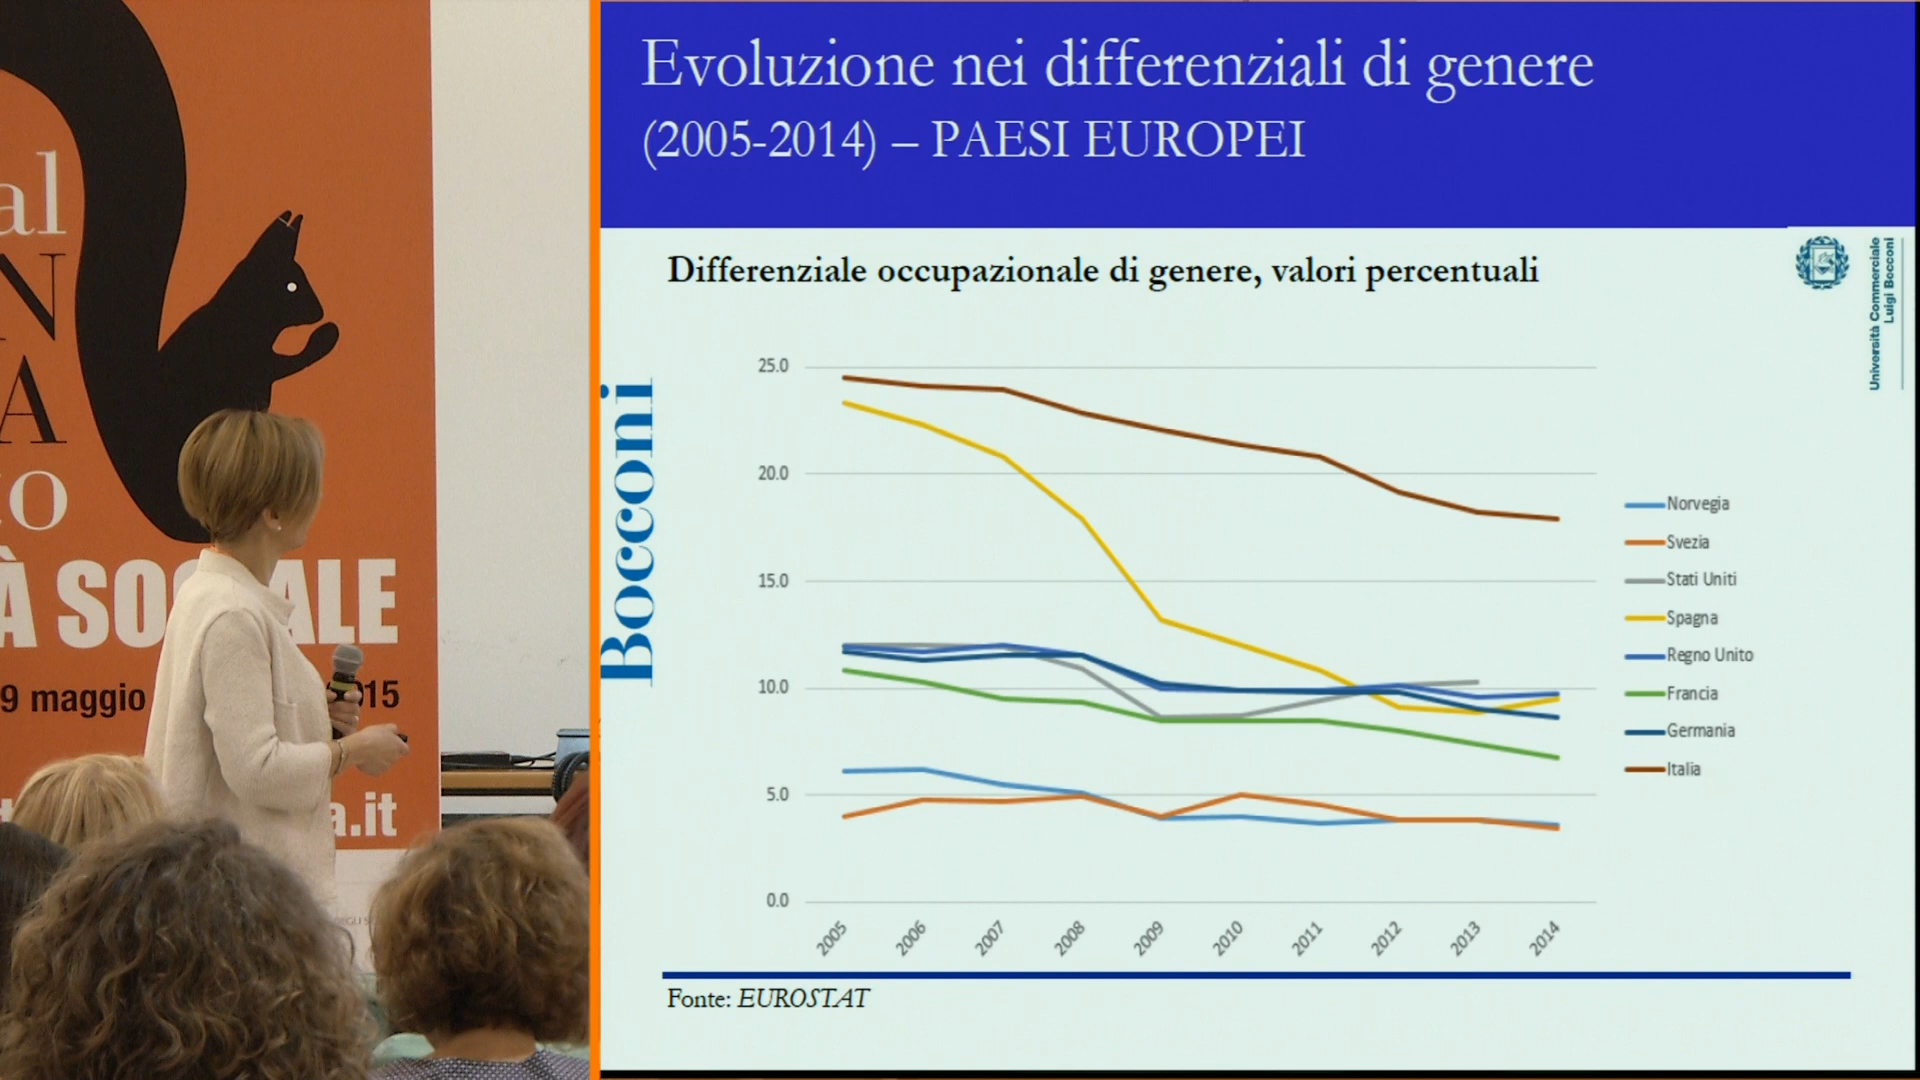 al
N
A
TO
À SOCIALE
9 maggio 2015
a.it
Evoluzione nei differenziali di genere
(2005-2014) – PAESI EUROPEI
Differenziale occupazionale di genere, valori percentuali
Università Commerciale
Luigi Bocconi
Bocconi
25.0
20.0
15.0
10.0
5.0
0.0
2005
2006
2007
2008
2009
2010
2011
2012
2013
2014
Norvegia
Svezia
Stati Uniti
Spagna
Regno Unito
Francia
Germania
Italia
Fonte: EUROSTAT